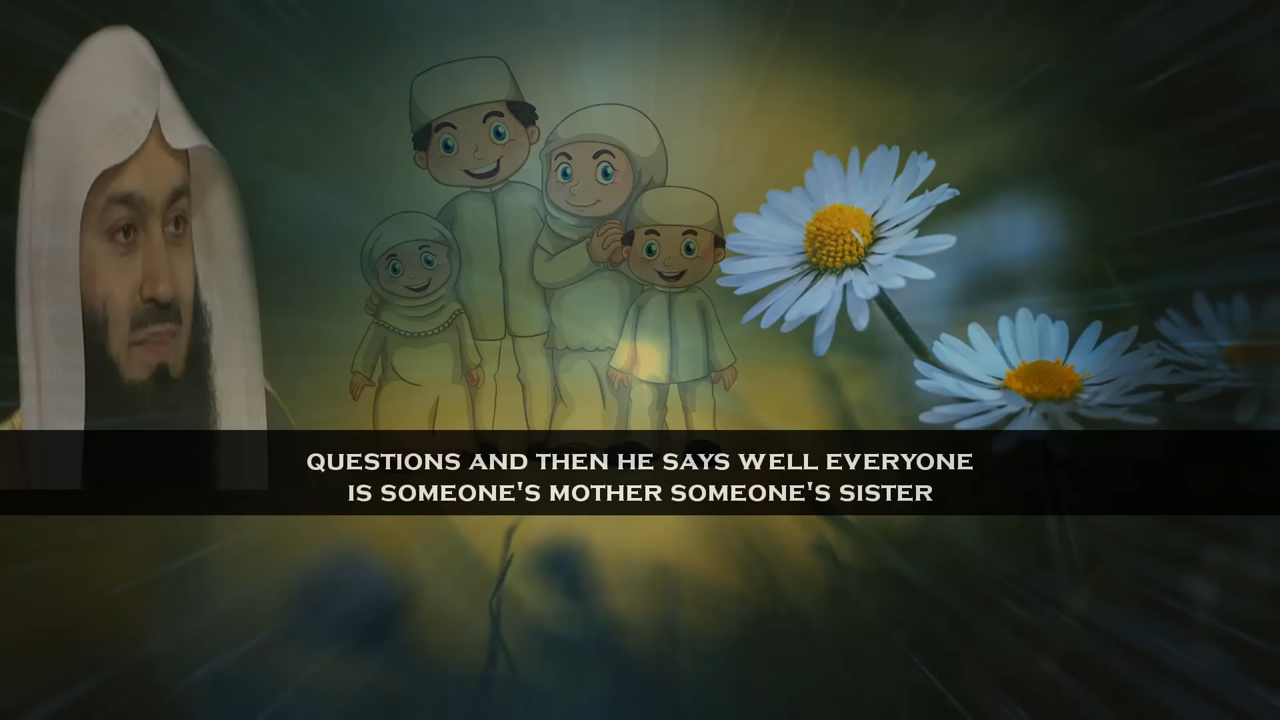 QUESTIONS AND THEN HE SAYS WELL EVERYONE
IS SOMEONE'S MOTHER SOMEONE'S SISTER